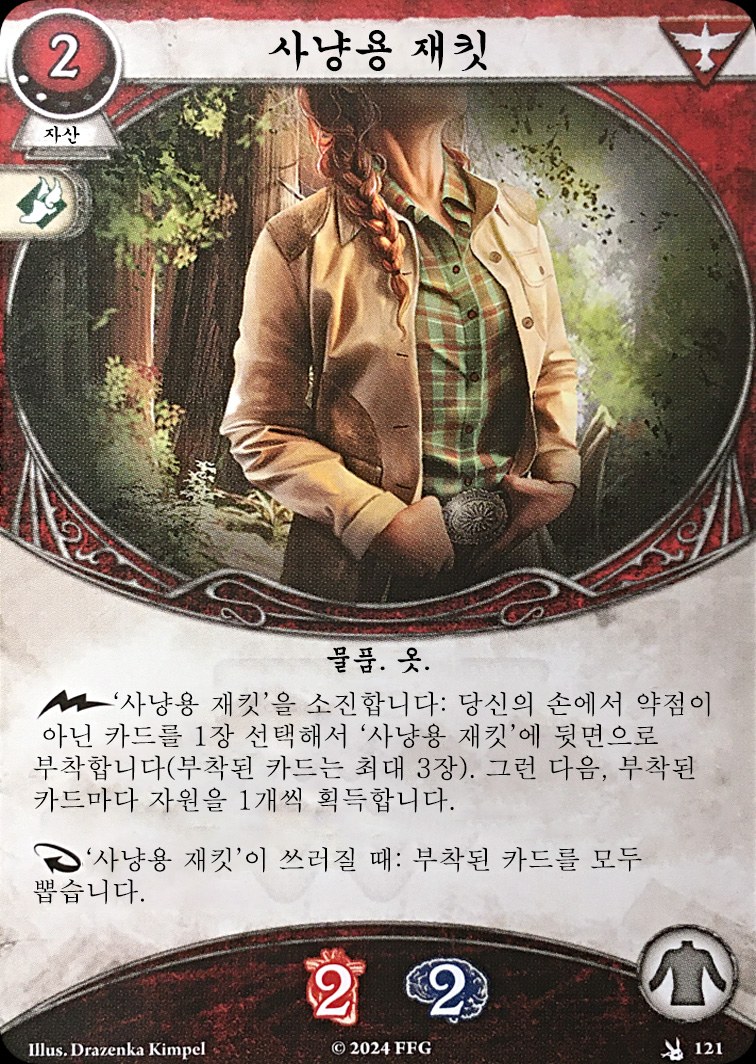 2
사냥용 재킷
자산
물품. 옷.
‘사냥용 재킷’을 소진합니다: 당신의 손에서 약점이
아닌 카드를 1장 선택해서 ‘사냥용 재킷’에 뒷면으로
부착합니다(부착된 카드는 최대 3장). 그런 다음, 부착된
카드마다 자원을 1개씩 획득합니다.
‘사냥용 재킷’이 쓰러질 때: 부착된 카드를 모두
뽑습니다.
2 2
Illus. Drazenka Kimpel © 2024 FFG 121